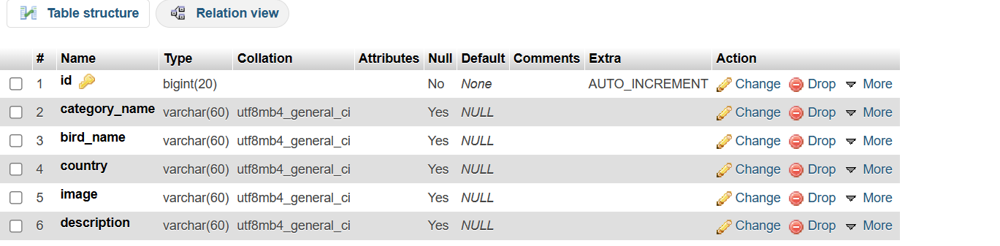 Table structure Relation view
# Name Type Collation Attributes Null Default Comments Extra Action
1 id bigint(20) No None AUTO_INCREMENT Change Drop More
2 category_name varchar(60) utf8mb4_general_ci Yes NULL Change Drop More
3 bird_name varchar(60) utf8mb4_general_ci Yes NULL Change Drop More
4 country varchar(60) utf8mb4_general_ci Yes NULL Change Drop More
5 image varchar(60) utf8mb4_general_ci Yes NULL Change Drop More
6 description varchar(60) utf8mb4_general_ci Yes NULL Change Drop More